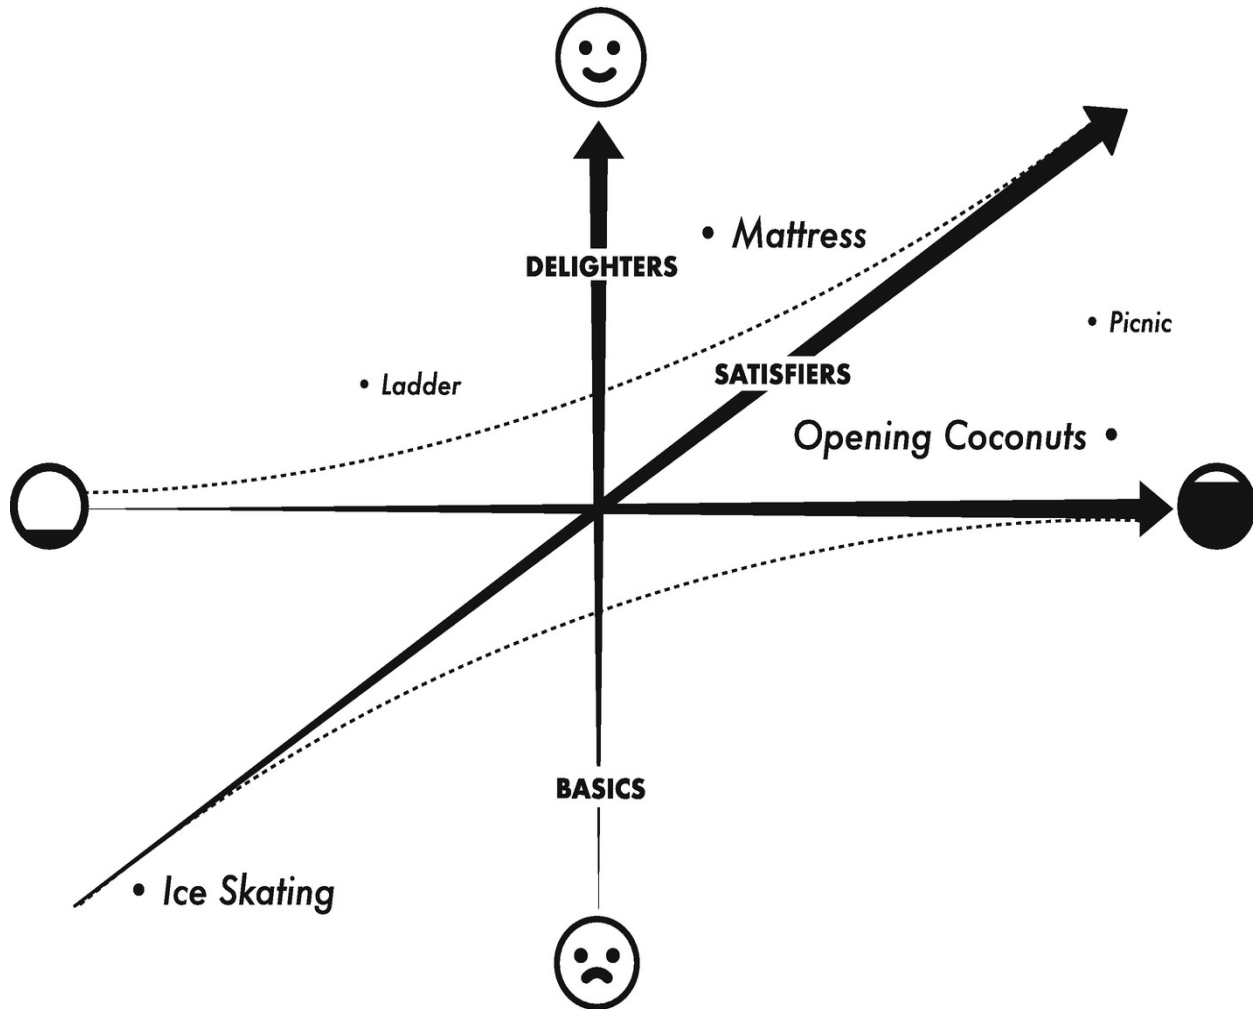 • Mattress
DELIGHTERS
• Picnic
SATISFIERS
• Ladder
Opening Coconuts •
BASICS
• Ice Skating